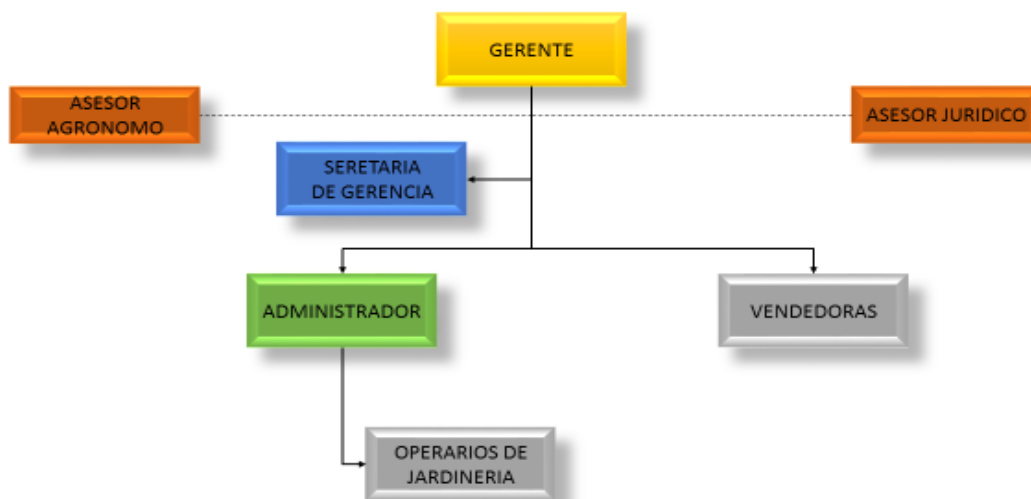 GERENTE
ASESOR
AGRONOMO
ASESOR JURIDICO
SERETARIA
DE GERENCIA
ADMINISTRADOR
VENDEDORAS
OPERARIOS DE
JARDINERIA